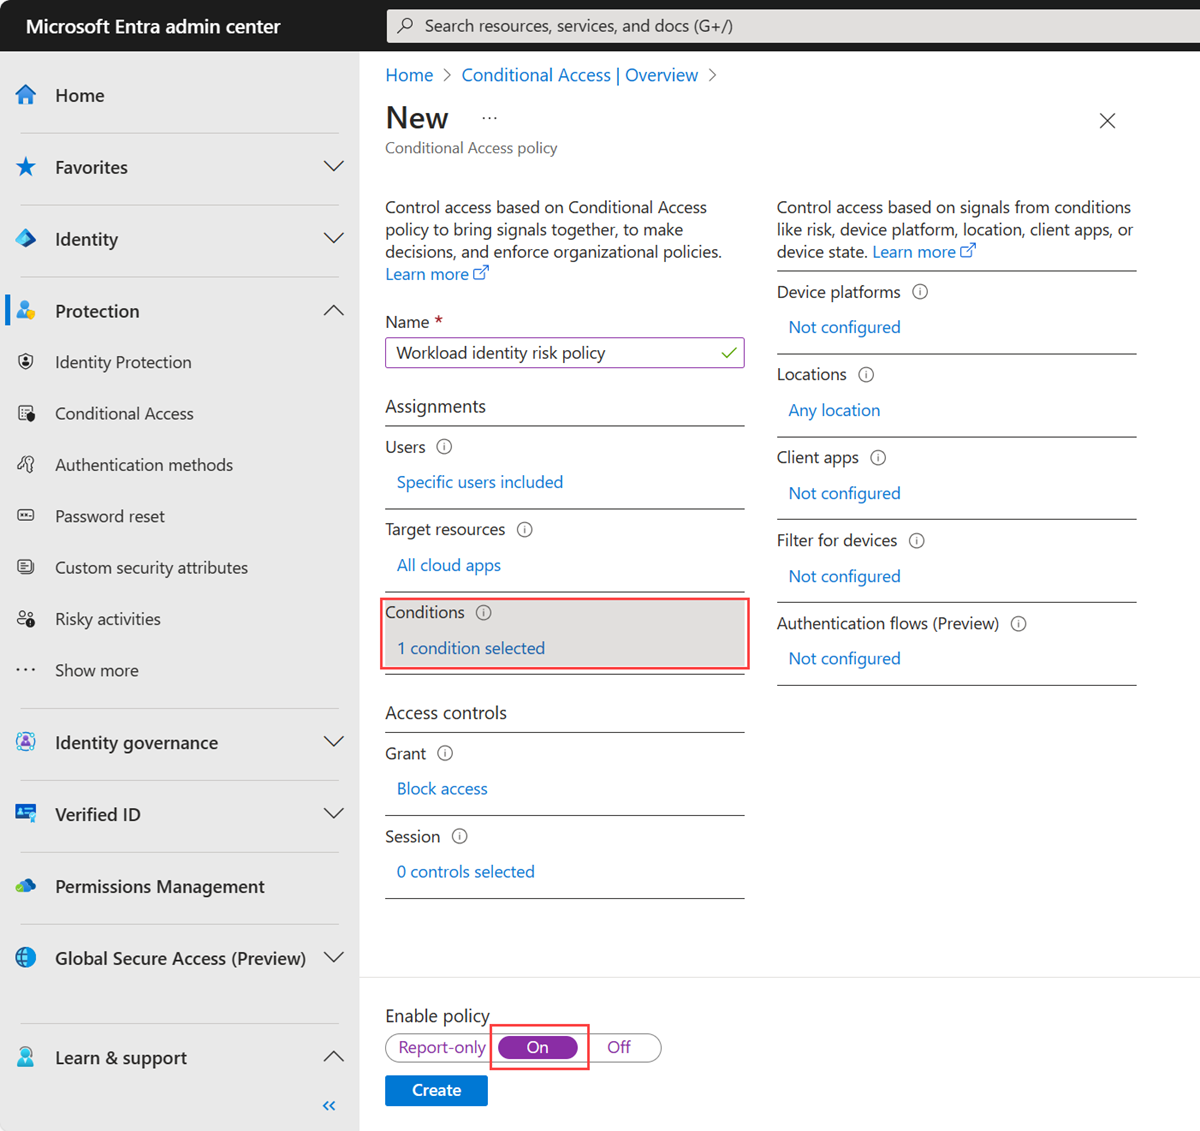 Microsoft Entra admin center
Search resources, services, and docs (G+/)
Home
Favorites
Identity
Protection
Identity Protection
Conditional Access
Authentication methods
Password reset
Custom security attributes
Risky activities
Show more
Identity governance
Verified ID
Permissions Management
Global Secure Access (Preview)
Learn & support
Home > Conditional Access | Overview >
New ...
Conditional Access policy
Control access based on Conditional Access
policy to bring signals together, to make
decisions, and enforce organizational policies.
Learn more
Name *
Workload identity risk policy
Assignments
Users
Specific users included
Target resources
All cloud apps
Conditions
1 condition selected
Access controls
Grant
Block access
Session
0 controls selected
Control access based on signals from conditions
like risk, device platform, location, client apps, or
device state. Learn more
Device platforms
Not configured
Locations
Any location
Client apps
Not configured
Filter for devices
Not configured
Authentication flows (Preview)
Not configured
Enable policy
Report-only On Off
Create